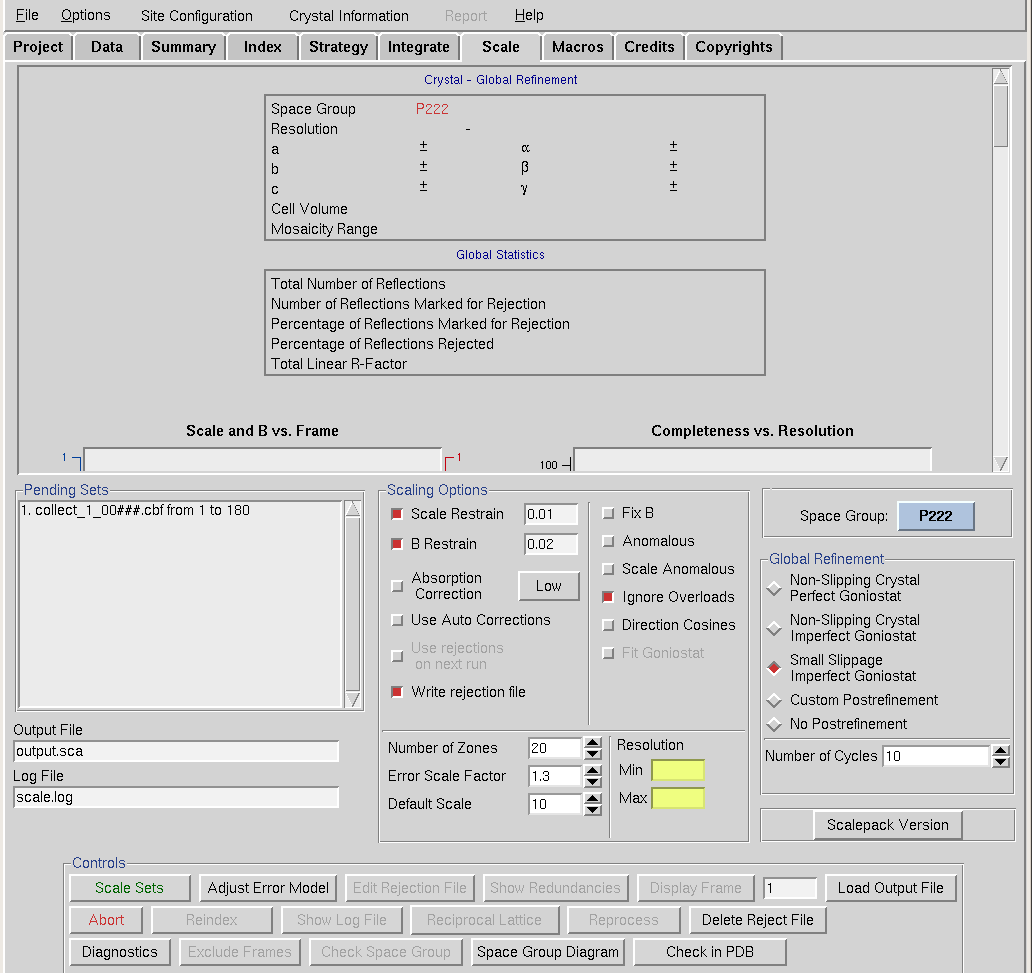 File Options Site Configuration Crystal Information Report Help
Project Data Summary Index Strategy Integrate Scale Macros Credits Copyrights
Crystal - Global Refinement
Space Group P222
Resolution -
a ± α ±
b ± β ±
c ± γ ±
Cell Volume
Mosaicity Range
Global Statistics
Total Number of Reflections
Number of Reflections Marked for Rejection
Percentage of Reflections Marked for Rejection
Percentage of Reflections Rejected
Total Linear R-Factor
Scale and B vs. Frame
1 1
Completeness vs. Resolution
100
Pending Sets
1. collect_1_00###.cbf from 1 to 180
Output File
output.sca
Log File
scale.log
Scaling Options
Scale Restrain 0.01
B Restrain 0.02
Absorption
Correction
Low
Use Auto Corrections
Use rejections
on next run
Write rejection file
Fix B
Anomalous
Scale Anomalous
Ignore Overloads
Direction Cosines
Fit Goniostat
Number of Zones 20
Error Scale Factor 1.3
Default Scale 10
Resolution
Min
Max
Space Group: P222
Global Refinement
Non-Slipping Crystal
Perfect Goniostat
Non-Slipping Crystal
Imperfect Goniostat
Small Slippage
Imperfect Goniostat
Custom Postrefinement
No Postrefinement
Number of Cycles 10
Scalepack Version
Controls
Scale Sets Adjust Error Model Edit Rejection File Show Redundancies Display Frame 1 Load Output File
Abort Reindex Show Log File Reciprocal Lattice Reprocess Delete Reject File
Diagnostics Exclude Frames Check Space Group Space Group Diagram Check in PDB